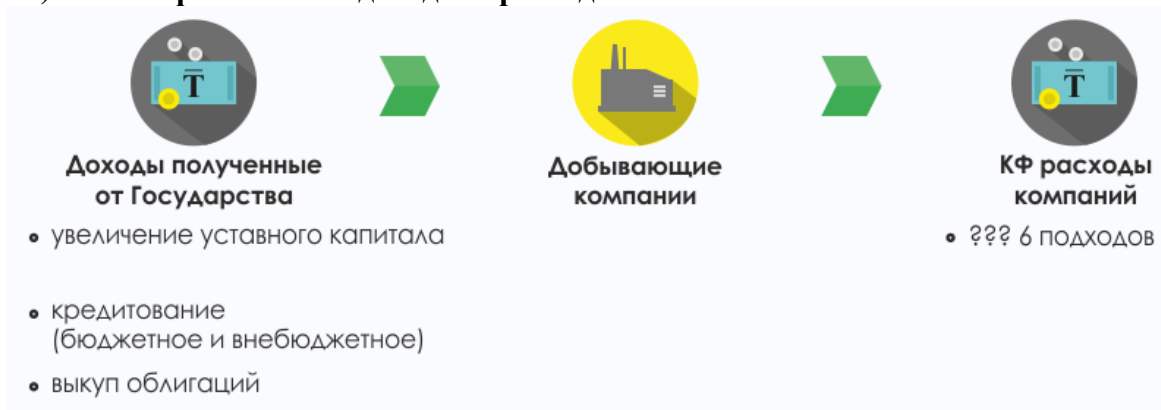 Т
Т
Доходы полученные
от Государства
Добывающие
компании
КФ расходы
компаний
• увеличение уставного капитала
• кредитование
(бюджетное и внебюджетное)
• выкуп облигаций
• ??? 6 подходов